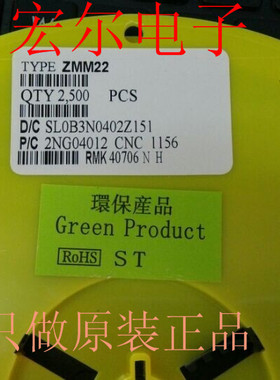 宏尔电子
TYPE ZMM22
QTY 2,500 PCS
D/C SL0B3N0402Z151
P/C 2NG04012 CNC 1156
RMK 40706 N H
環保産品
Green Product
RoHS ST
只做原装正品